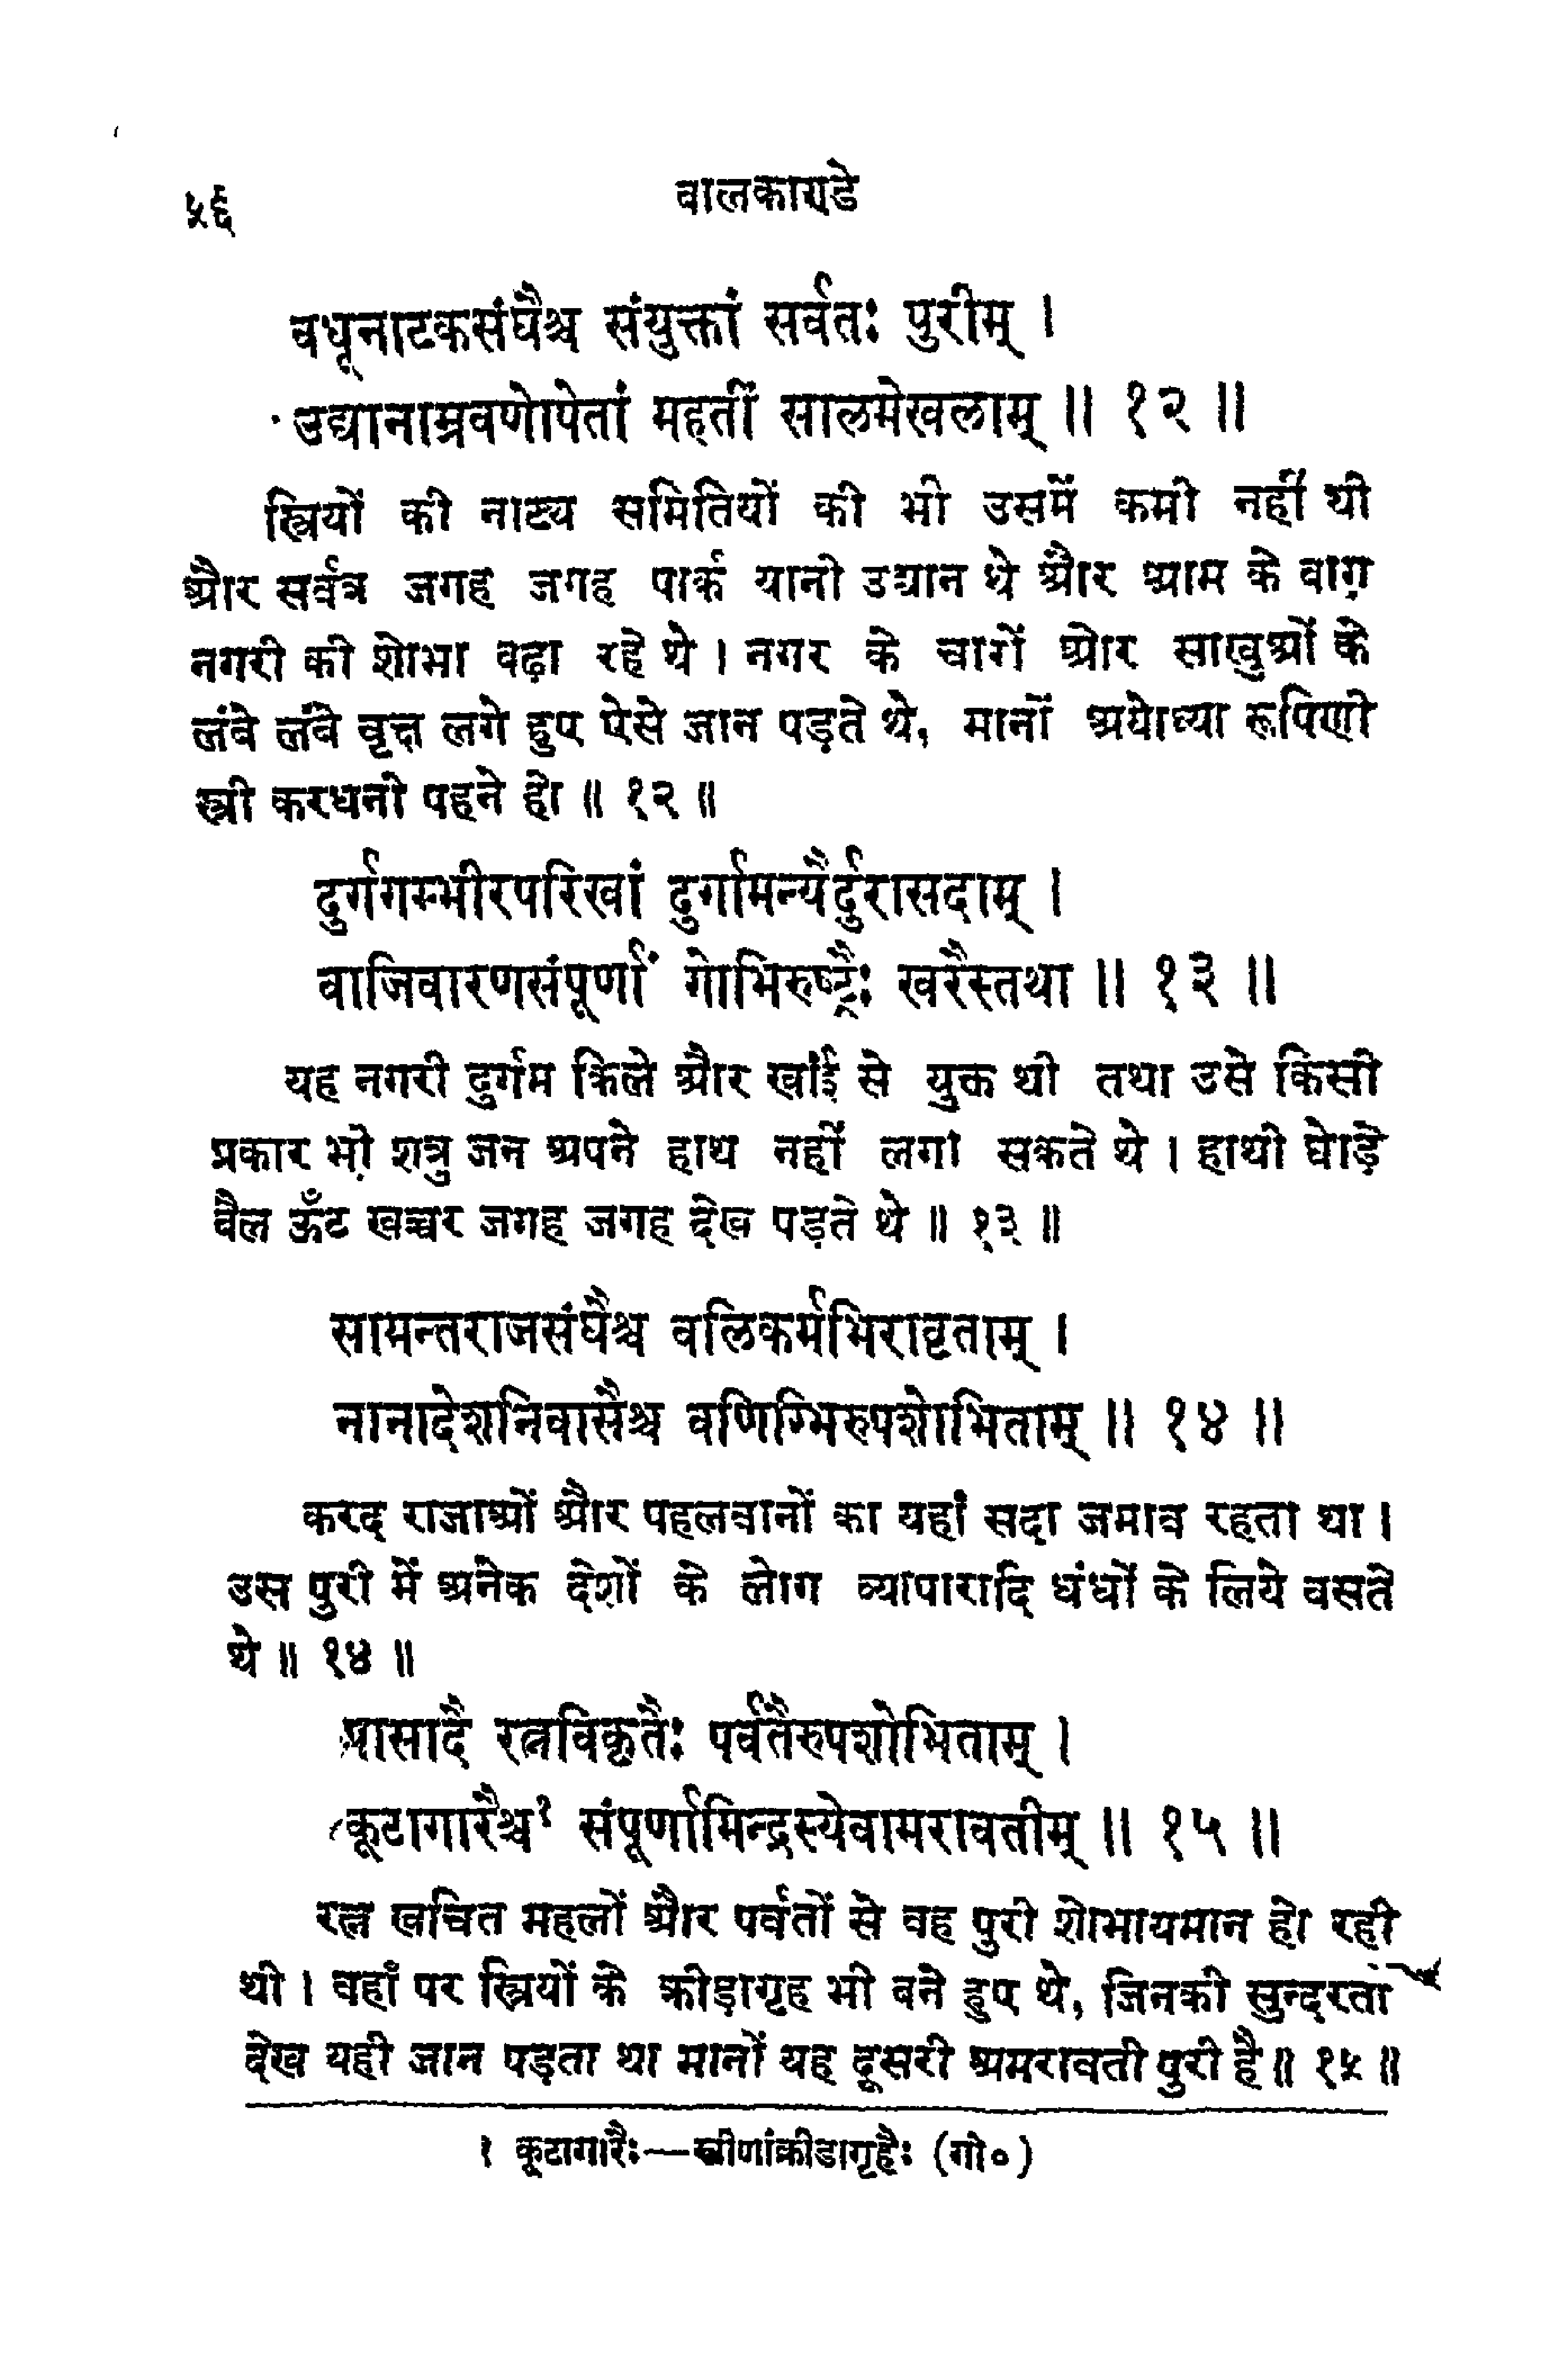 ५६
वालकाण्डे
वधूनाटकसंघैश्च संयुक्तां सर्वतः पुरीम् ।
उद्यानाम्रवणोपेतां महतीं सालमेखलाम् ॥ १२ ॥
स्त्रियों की नाट्य समितियों की भी उसमें कमी नहीं थी
और सर्वत्र जगह जगह पार्क यानी उद्यान थे और आम के वाग़
नगरी की शोभा वढ़ा रहे थे । नगर के चारों ओर साखुओं के
लंवे लंवे वृक्ष लगे हुए ऐसे जान पड़ते थे, मानों अयोध्या रूपिणी
स्त्री करधनी पहने हो ॥ १२ ॥
दुर्गगम्भीरपरिखां दुर्गामन्यैर्दुरासदाम् ।
वाजिवारणसंपूर्णां गोभिरुष्ट्रैः खरैस्तथा ॥ १३ ॥
यह नगरी दुर्गम किले और खांई से युक्त थी तथा उसे किसी
प्रकार भी शत्रु जन अपने हाथ नहीं लगा सकते थे । हाथी घोड़े
वैल ऊँट खच्चर जगह जगह देख पड़ते थे ॥ १३ ॥
सामन्तराजसंघैश्च वलिकर्मभिरावृताम् ।
नानादेशनिवासैश्च वणिग्भिरुपशोभिताम् ॥ १४ ॥
करद राजाओं और पहलवानों का यहां सदा जमाव रहता था ।
उस पुरी में अनेक देशों के लोग व्यापारादि धंधों के लिये वसते
थे ॥ १४ ॥
प्रासादै रत्नविकृतैः पर्वतैरुपशोभिताम् ।
कूटागारैश्च१ संपूर्णामिन्द्रस्येवामरावतीम् ॥ १५ ॥
रत्न खचित महलों और पर्वतों से वह पुरी शोभायमान हो रही
थी । वहाँ पर स्त्रियों के क्रीड़ागृह भी वने हुए थे, जिनकी सुन्दरता
देख यही जान पड़ता था मानों यह दूसरी अमरावती पुरी है ॥ १५ ॥
१ कूटागारैः—स्त्रीणांक्रीडागृहैः (गो०)